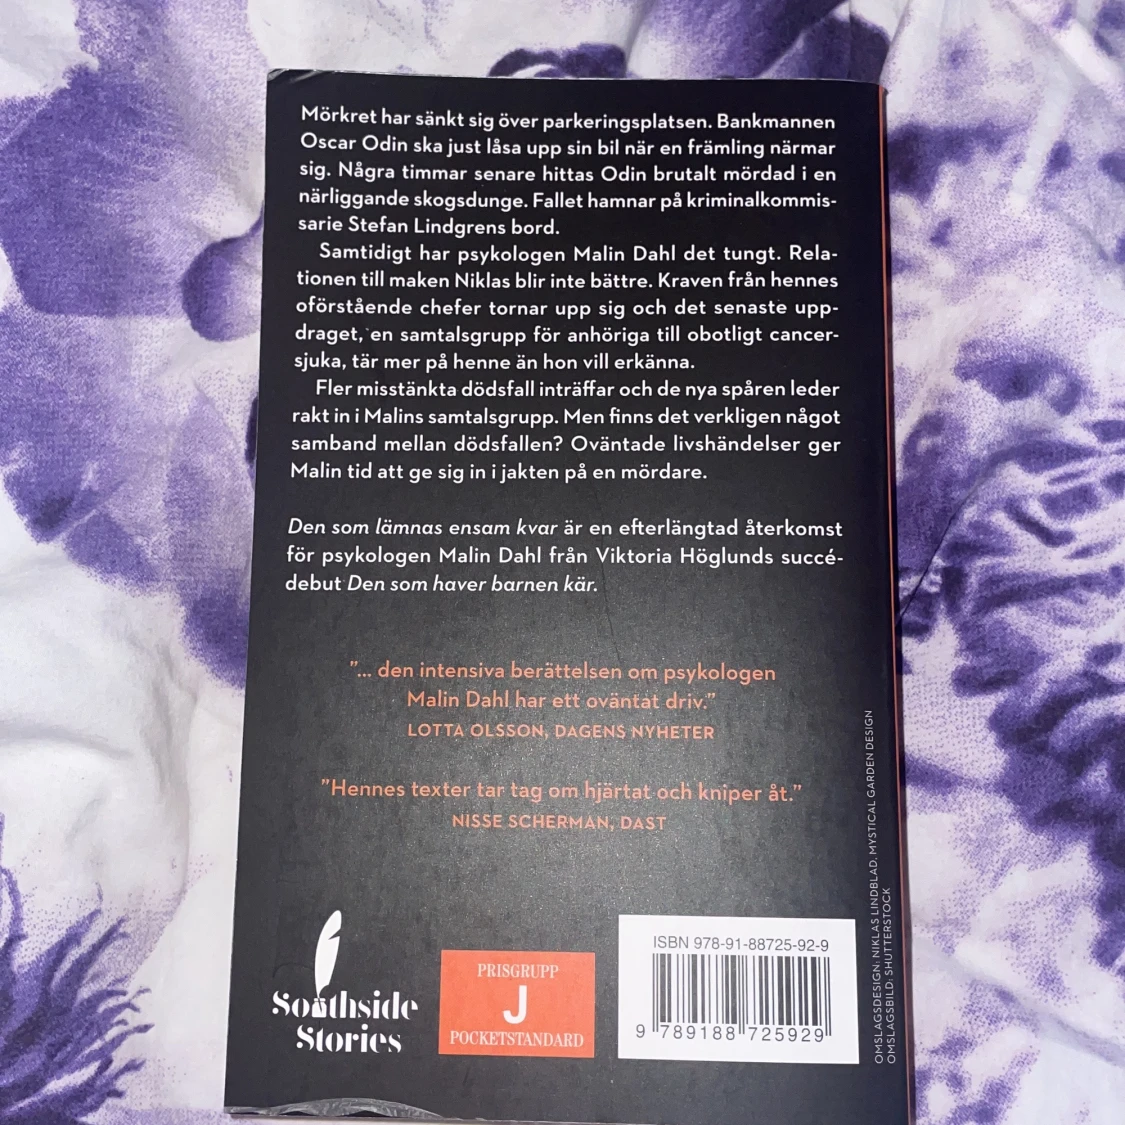 Mörkret har sänkt sig över parkeringsplatsen. Bankmannen
Oscar Odin ska just låsa upp sin bil när en främling närmar
sig. Några timmar senare hittas Odin brutalt mördad i en
närliggande skogsdunge. Fallet hamnar på kriminalkommis-
sarie Stefan Lindgrens bord.
Samtidigt har psykologen Malin Dahl det tungt. Rela-
tionen till maken Niklas blir inte bättre. Kraven från hennes
oförstående chefer tornar upp sig och det senaste upp-
draget, en samtalsgrupp för anhöriga till obotligt cancer-
sjuka, tär mer på henne än hon vill erkänna.
Fler misstänkta dödsfall inträffar och de nya spåren leder
rakt in i Malins samtalsgrupp. Men finns det verkligen något
samband mellan dödsfallen? Oväntade livshändelser ger
Malin tid att ge sig in i jakten på en mördare.
Den som lämnas ensam kvar är en efterlängtad återkomst
för psykologen Malin Dahl från Viktoria Höglunds succé-
debut Den som haver barnen kär.
"... den intensiva berättelsen om psykologen
Malin Dahl har ett oväntat driv."
LOTTA OLSSON, DAGENS NYHETER
"Hennes texter tar tag om hjärtat och kniper åt."
NISSE SCHERMAN, DAST
Southside
Stories
PRISGRUPP
J
POCKETSTANDARD
ISBN 978-91-88725-92-9
9 789188 725929
OMSLAGSDESIGN: NIKLAS LINDBLAD, MYSTICAL GARDEN DESIGN
OMSLAGSBILD: SHUTTERSTOCK